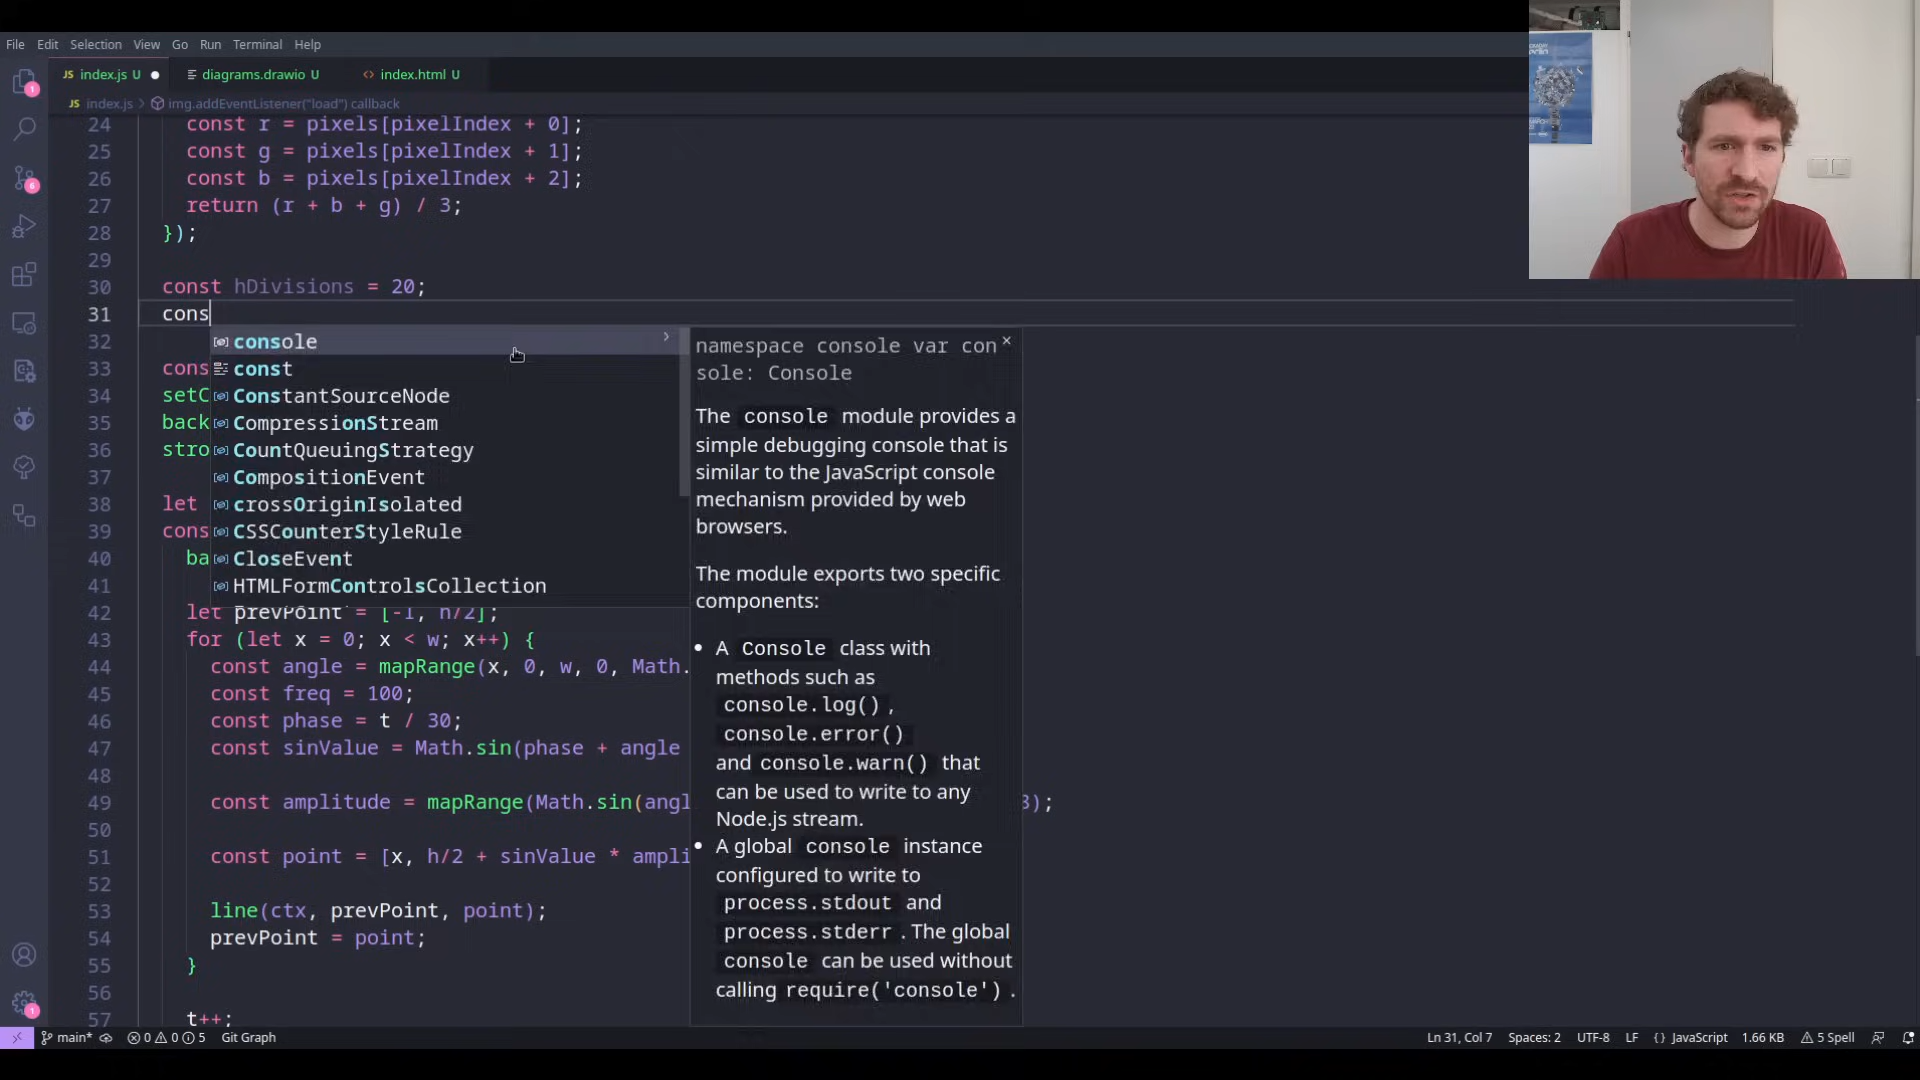 File Edit Selection View Go Run Terminal Help
JS index.js U ● diagrams.drawio U <> index.html U
JS index.js > img.addEventListener("load") callback
24 const r = pixels[pixelIndex + 0];
25 const g = pixels[pixelIndex + 1];
26 const b = pixels[pixelIndex + 2];
27 return (r + b + g) / 3;
28 });
29
30 const hDivisions = 20;
31 cons
32 console
33 cons const
34 setC ConstantSourceNode
35 back CompressionStream
36 stro CountQueuingStrategy
37 CompositionEvent
38 let crossOriginIsolated
39 cons CSSCounterStyleRule
40 ba CloseEvent
41 HTMLFormControlsCollection
42 let prevPoint = [-1, h/2];
43 for (let x = 0; x < w; x++) {
44 const angle = mapRange(x, 0, w, 0, Math.
45 const freq = 100;
46 const phase = t / 30;
47 const sinValue = Math.sin(phase + angle
48
49 const amplitude = mapRange(Math.sin(angl 3);
50
51 const point = [x, h/2 + sinValue * ampli
52
53 line(ctx, prevPoint, point);
54 prevPoint = point;
55 }
56
57 t++;
namespace console var con
sole: Console
The console module provides a
simple debugging console that is
similar to the JavaScript console
mechanism provided by web
browsers.
The module exports two specific
components:
• A Console class with
methods such as
console.log() ,
console.error()
and console.warn() that
can be used to write to any
Node.js stream.
• A global console instance
configured to write to
process.stdout and
process.stderr . The global
console can be used without
calling require('console') .
main* 0 0 5 Git Graph Ln 31, Col 7 Spaces: 2 UTF-8 LF {} JavaScript 1.66 KB 5 Spell
1
6
1